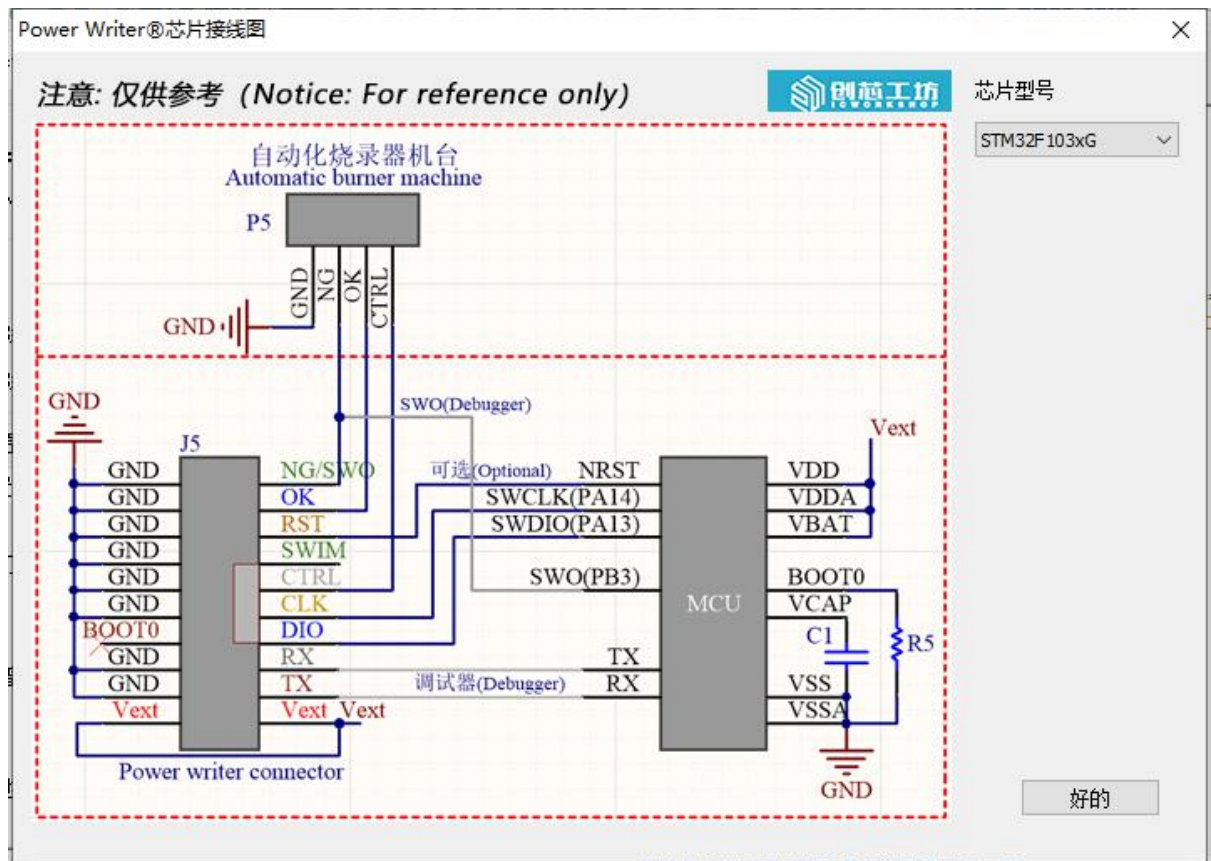 Power Writer®芯片接线图
注意: 仅供参考 (Notice: For reference only)
创芯工坊
ICWORKSHOP
芯片型号
STM32F103xG
自动化烧录器机台
Automatic burner machine
P5
GND
NG
OK
CTRL
GND
GND
SWO(Debugger)
Vext
J5
GND
NG/SWO
可选(Optional)
NRST
VDD
GND
OK
SWCLK(PA14)
VDDA
GND
RST
SWDIO(PA13)
VBAT
GND
SWIM
GND
CTRL
SWO(PB3)
BOOT0
GND
CLK
MCU
VCAP
BOOT0
DIO
C1
R5
GND
RX
TX
GND
TX
调试器(Debugger)
RX
VSS
Vext
Vext
Vext
VSSA
Power writer connector
GND
好的